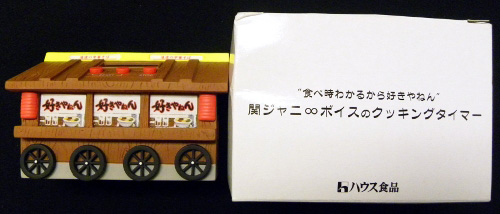 好きやねん 好きやねん 好きやねん
"食べ時わかるから好きやねん"
関ジャニ∞ボイスのクッキングタイマー
ハウス食品